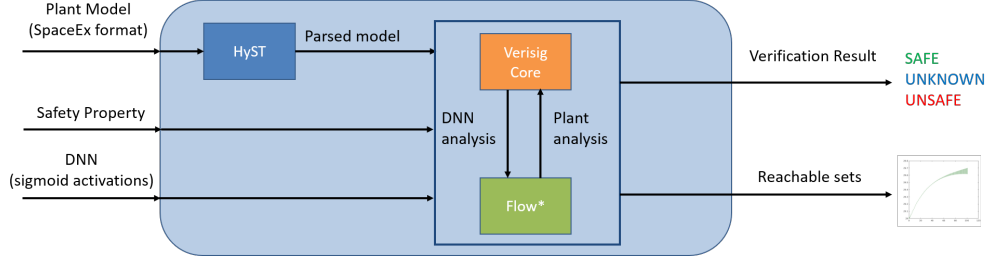 Plant Model
(SpaceEx format)
HyST
Parsed model
Verisig
Core
Verification Result
SAFE
UNKNOWN
UNSAFE
Safety Property
DNN
analysis
Plant
analysis
DNN
(sigmoid activations)
Flow*
Reachable sets